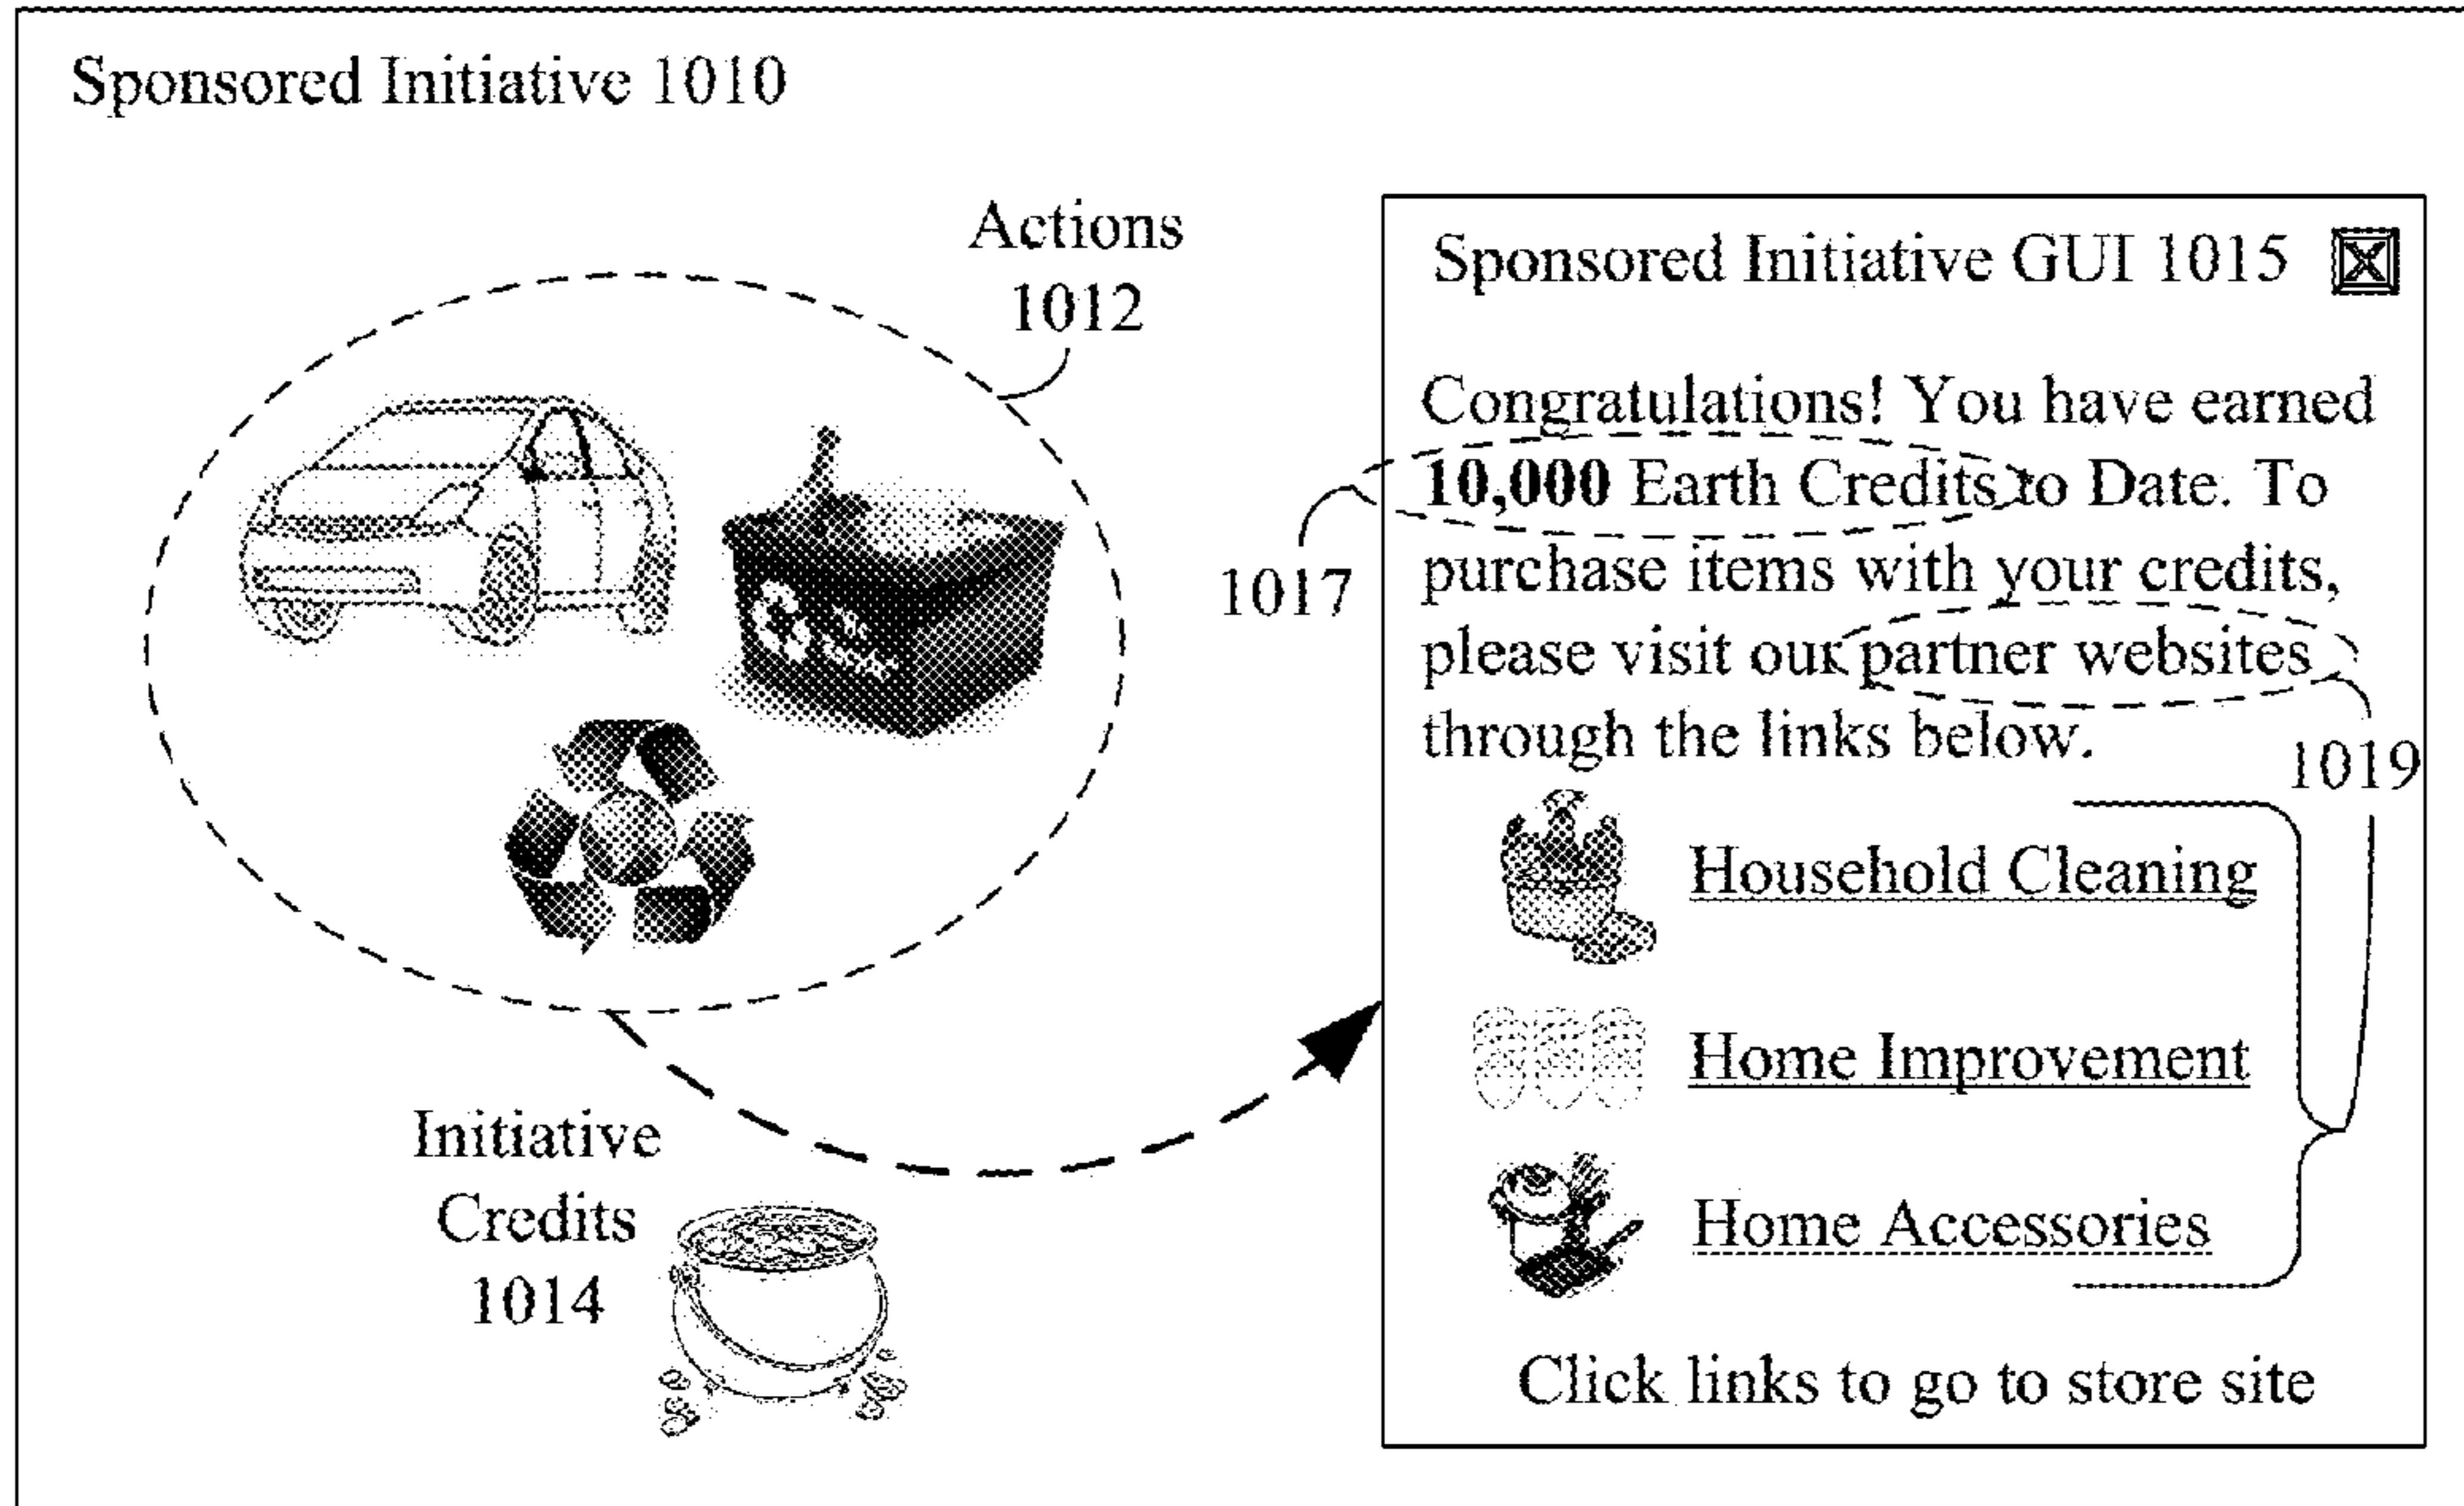 Sponsored Initiative 1010
Actions
1012
Initiative
Credits
1014
1017
Sponsored Initiative GUI 1015
Congratulations! You have earned
10,000 Earth Credits to Date. To
purchase items with your credits,
please visit our partner websites
through the links below.
1019
Household Cleaning
Home Improvement
Home Accessories
Click links to go to store site